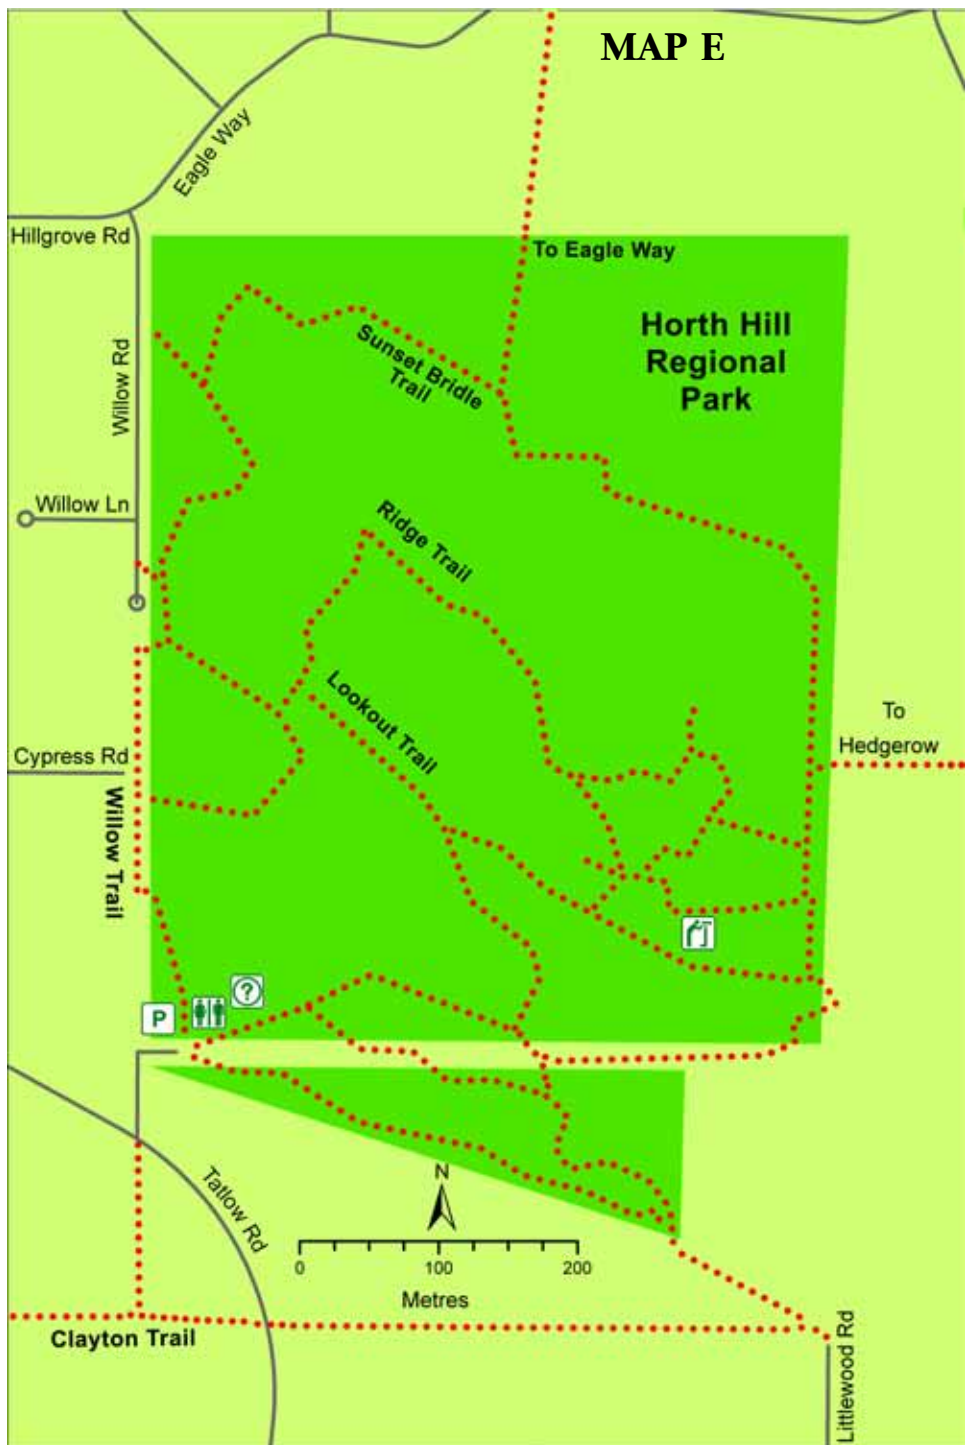 MAP E
Eagle Way
Hillgrove Rd
To Eagle Way
Horth Hill
Regional
Park
Sunset Bridle
Trail
Willow Rd
Willow Ln
Ridge Trail
Lookout Trail
To
Hedgerow
Cypress Rd
Willow Trail
?
P
N
Tatlow Rd
0 100 200
Metres
Clayton Trail
Littlewood Rd